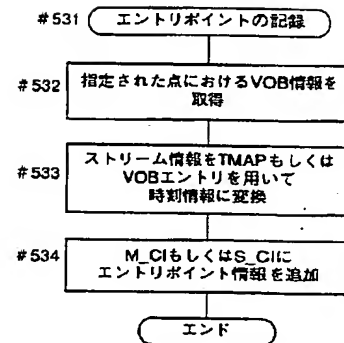 #531 エントリポイントの記録
#532 指定された点におけるVOB情報を
取得
#533 ストリーム情報をTMAPもしくは
VOBエントリを用いて
時刻情報に変換
#534 M_CIもしくはS_CIに
エントリポイント情報を追加
エンド